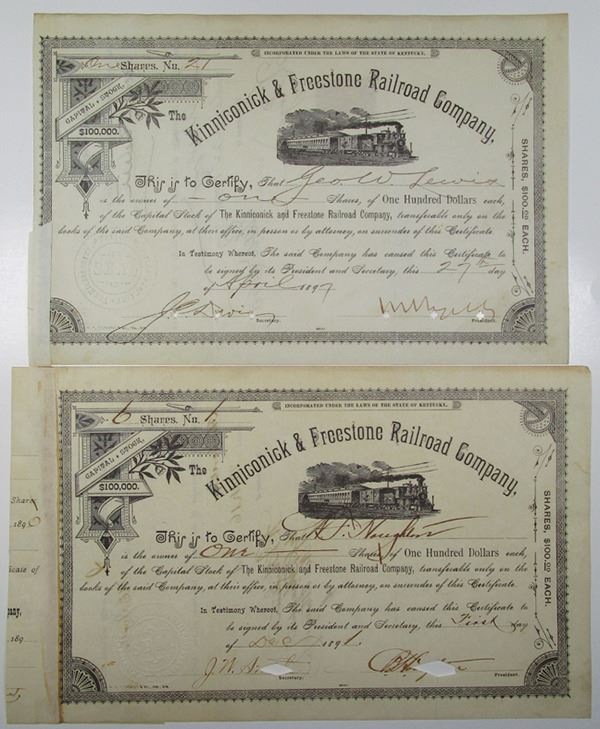 INCORPORATED UNDER THE LAWS OF THE STATE OF KENTUCKY.
One Shares. No. 21
CAPITAL STOCK,
$100,000.
The Kinniconick & Freestone Railroad Company,
This is to Certify, That Geo. W. Lewis
is the owner of one Shares, of One Hundred Dollars each,
of the Capital Stock of The Kinniconick and Freestone Railroad Company, transferable only on the
books of the said Company, at their office, in person or by attorney, on surrender of this Certificate.
In Testimony Whereof, The said Company has caused this Certificate to
be signed by its President and Secretary, this 27th day
of April 1897
Secretary. President.
SHARES, $100.00 EACH.
INCORPORATED UNDER THE LAWS OF THE STATE OF KENTUCKY.
6 Shares. No. 1
CAPITAL STOCK,
$100,000.
The Kinniconick & Freestone Railroad Company,
This is to Certify, That
is the owner of One Shares, of One Hundred Dollars each,
of the Capital Stock of The Kinniconick and Freestone Railroad Company, transferable only on the
books of the said Company, at their office, in person or by attorney, on surrender of this Certificate.
In Testimony Whereof, The said Company has caused this Certificate to
be signed by its President and Secretary, this First day
of Dec 1891.
J. N.
Secretary. President.
SHARES, $100.00 EACH.
Shares
189
icate of
pany,
189